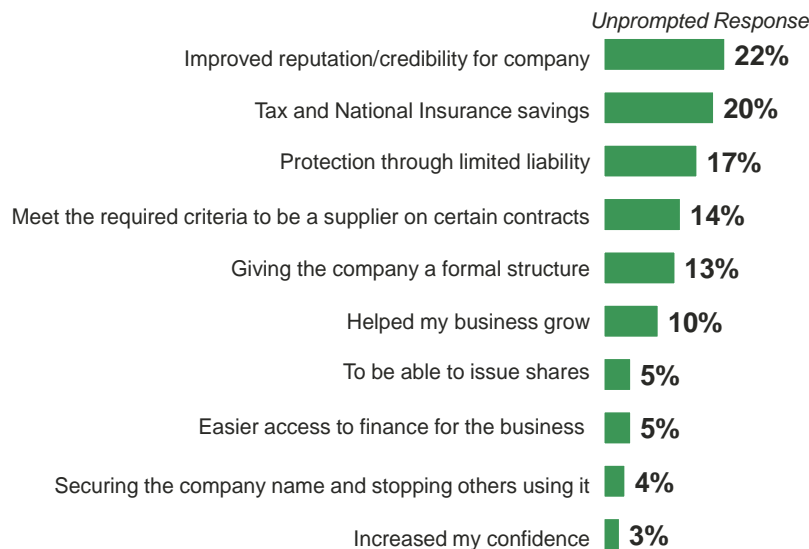 Unprompted Response
Improved reputation/credibility for company 22%
Tax and National Insurance savings 20%
Protection through limited liability 17%
Meet the required criteria to be a supplier on certain contracts 14%
Giving the company a formal structure 13%
Helped my business grow 10%
To be able to issue shares 5%
Easier access to finance for the business 5%
Securing the company name and stopping others using it 4%
Increased my confidence 3%